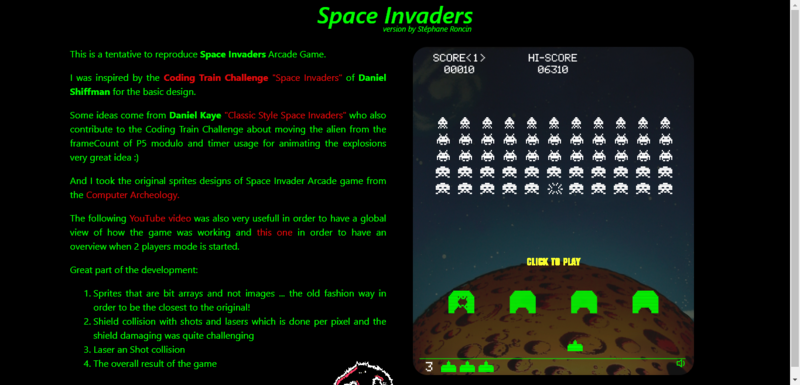 Space Invaders
version by Stéphane Roncin
This is a tentative to reproduce Space Invaders Arcade Game.
I was inspired by the Coding Train Challenge "Space Invaders" of Daniel
Shiffman for the basic design.
Some ideas come from Daniel Kaye "Classic Style Space Invaders" who also
contribute to the Coding Train Challenge about moving the alien from the
frameCount of P5 modulo and timer usage for animating the explosions
very great idea :)
And I took the original sprites designs of Space Invader Arcade game from
the Computer Archeology.
The following YouTube video was also very usefull in order to have a global
view of how the game was working and this one in order to have an
overview when 2 players mode is started.
Great part of the development:
1. Sprites that are bit arrays and not images ... the old fashion way in
order to be the closest to the original!
2. Shield collision with shots and lasers which is done per pixel and the
shield damaging was quite challenging
3. Laser an Shot collision
4. The overall result of the game
SCORE<1> HI-SCORE
00010 06310
CLICK TO PLAY
3